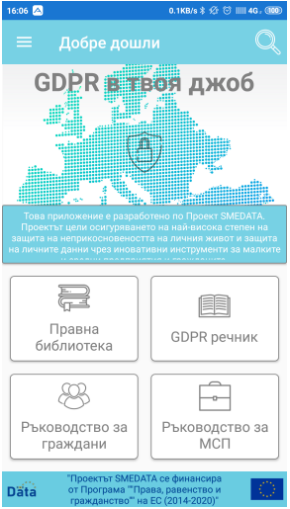 16:06 0.1KB/s 4G 100
Добре дошли
GDPR в твоя джоб
Това приложение е разработено по Проект SMEDATA.
Проектът цели осигуряването на най-висока степен на
защита на неприкосновеността на личния живот и защита
на личните данни чрез иновативни инструменти за малките
Правна
библиотека
GDPR речник
Ръководство за
граждани
Ръководство за
МСП
Data
"Проектът SMEDATA се финансира
от Програма "Права, равенство и
гражданство" на ЕС (2014-2020)"